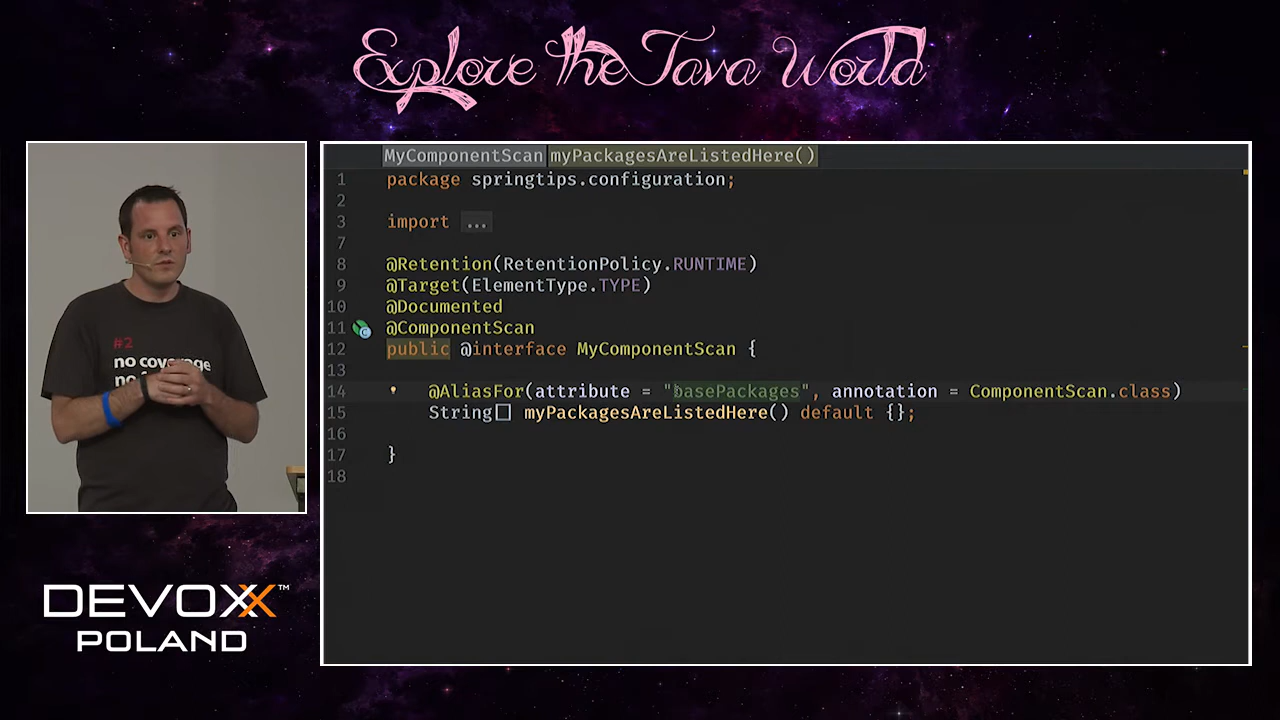 Explore the Java World
MyComponentScan myPackagesAreListedHere()
1 package springtips.configuration;
2
3 import ...
7
8 @Retention(RetentionPolicy.RUNTIME)
9 @Target(ElementType.TYPE)
10 @Documented
11 @ComponentScan
12 public @interface MyComponentScan {
13
14 @AliasFor(attribute = "basePackages", annotation = ComponentScan.class)
15 String[] myPackagesAreListedHere() default {};
16
17 }
18
#2
no coverage
DEVOXX™
POLAND